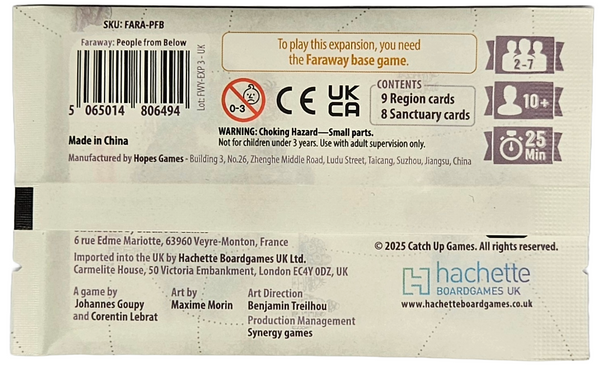 SKU: FARA-PFB
Faraway: People from Below
5 065014 806494
Lot: FWY-EXP 3 - UK
To play this expansion, you need
the Faraway base game.
0-3
CE
UK
CA
CONTENTS
9 Region cards
8 Sanctuary cards
2-7
10+
25
Min
WARNING: Choking Hazard—Small parts.
Not for children under 3 years. Use with adult supervision only.
Made in China
Manufactured by Hopes Games - Building 3, No.26, Zhenghe Middle Road, Ludu Street, Taicang, Suzhou, Jiangsu, China
6 rue Edme Mariotte, 63960 Veyre-Monton, France
Imported into the UK by Hachette Boardgames UK Ltd.
Carmelite House, 50 Victoria Embankment, London EC4Y 0DZ, UK
© 2025 Catch Up Games. All rights reserved.
hachette
BOARDGAMES UK
www.hachetteboardgames.co.uk
A game by
Johannes Goupy
and Corentin Lebrat
Art by
Maxime Morin
Art Direction
Benjamin Treilhou
Production Management
Synergy games